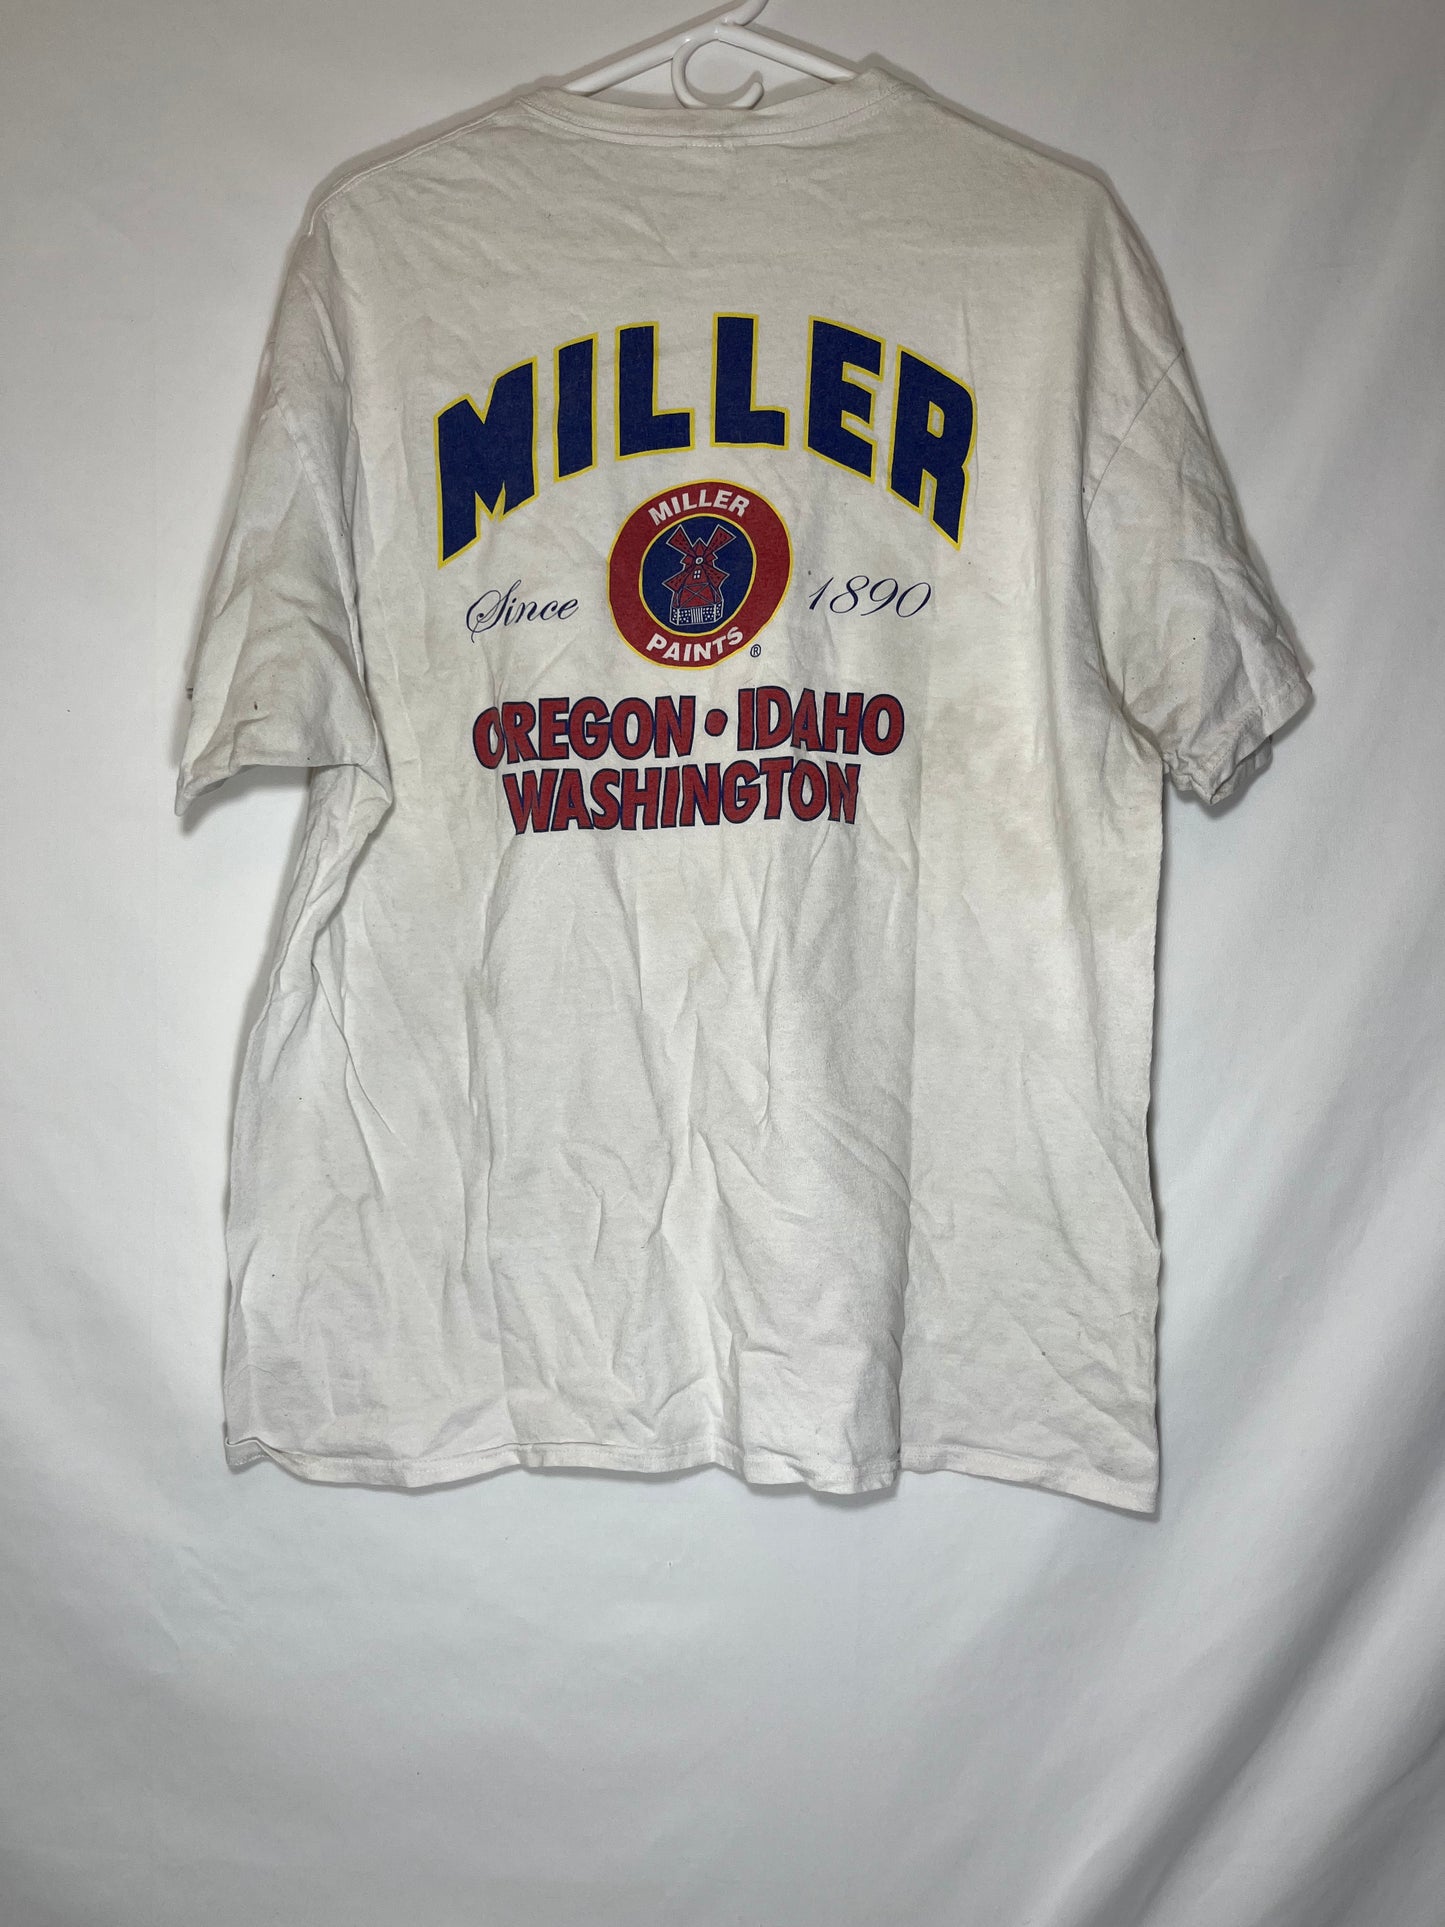 MILLER
MILLER
Since 1890
PAINTS®
OREGON • IDAHO
WASHINGTON